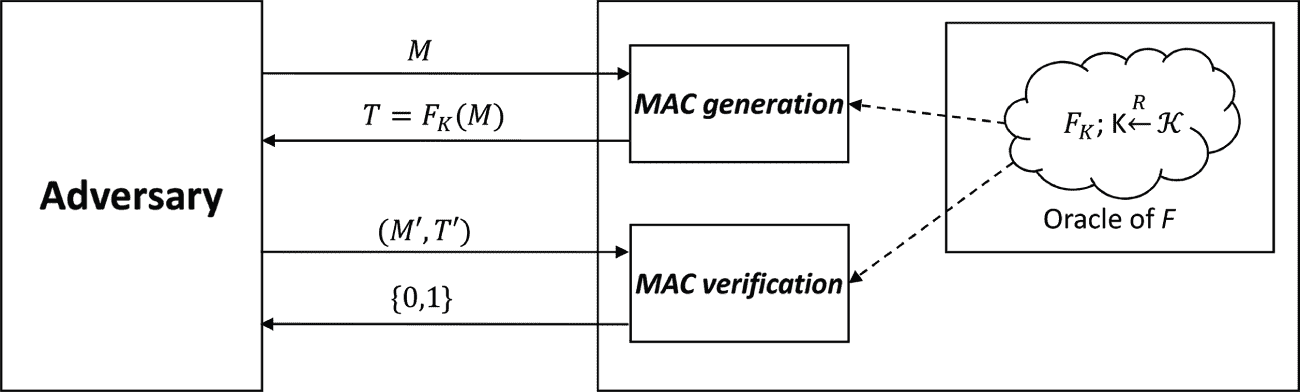 Adversary
M
T = F_K(M)
(M′, T′)
{0,1}
MAC generation
MAC verification
F_K; K ←^R 𝒦
Oracle of F